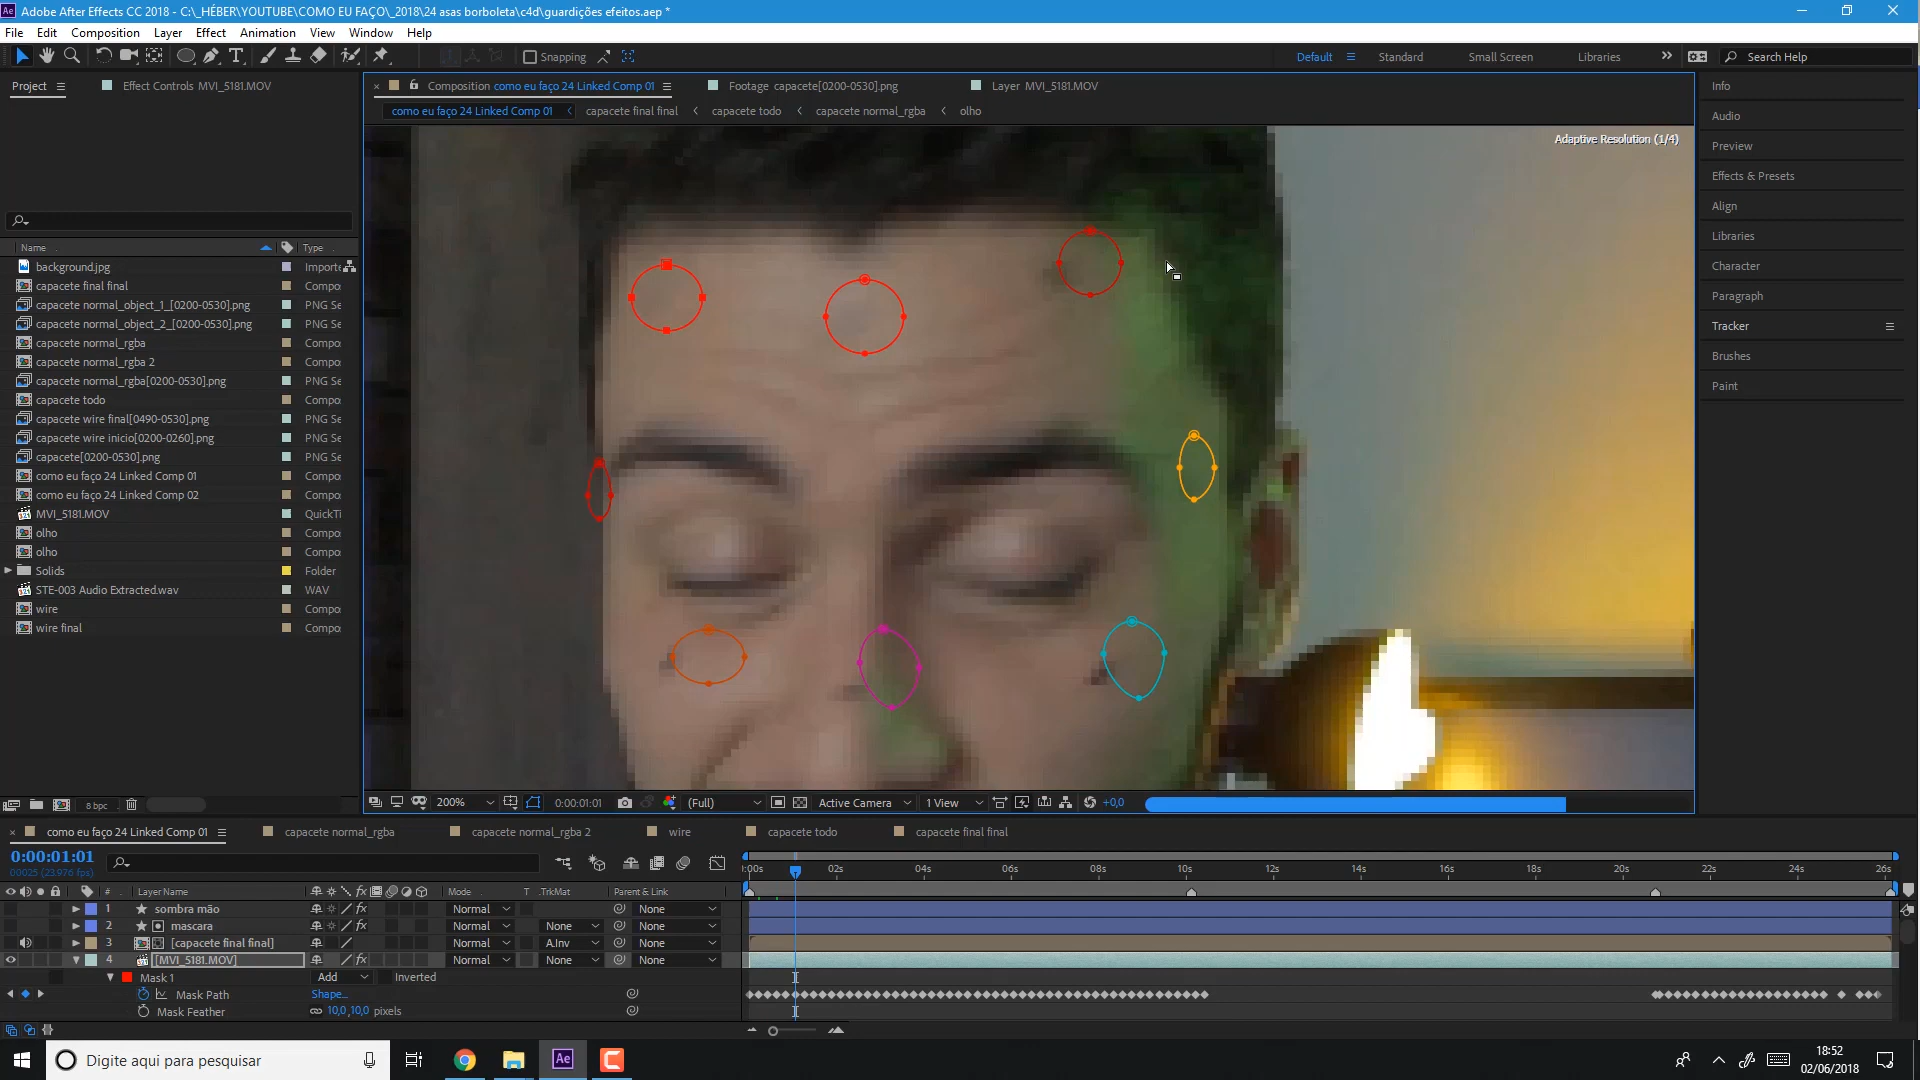 Adobe After Effects CC 2018 - C:\_HÉBER\YOUTUBE\COMO EU FAÇO\_2018\24 asas borboleta\c4d\guardições efeitos.aep *
File Edit Composition Layer Effect Animation View Window Help
Snapping
Default Standard Small Screen Libraries Search Help
Project Effect Controls MVI_5181.MOV
Composition como eu faço 24 Linked Comp 01 Footage capacete[0200-0530].png Layer MVI_5181.MOV
como eu faço 24 Linked Comp 01 capacete final final capacete todo capacete normal_rgba olho
Adaptive Resolution (1/4)
Info
Audio
Preview
Effects & Presets
Align
Libraries
Character
Paragraph
Tracker
Brushes
Paint
Name Type
background.jpg Importe
capacete final final Compo
capacete normal_object_1_[0200-0530].png PNG Se
capacete normal_object_2_[0200-0530].png PNG Se
capacete normal_rgba Compo
capacete normal_rgba 2 Compo
capacete normal_rgba[0200-0530].png PNG Se
capacete todo Compo
capacete wire final[0490-0530].png PNG Se
capacete wire inicio[0200-0260].png PNG Se
capacete[0200-0530].png PNG Se
como eu faço 24 Linked Comp 01 Compo
como eu faço 24 Linked Comp 02 Compo
MVI_5181.MOV QuickTi
olho Compo
olho Compo
Solids Folder
STE-003 Audio Extracted.wav WAV
wire Compo
wire final Compo
8 bpc
200% 0:00:01:01 (Full) Active Camera 1 View +0,0
como eu faço 24 Linked Comp 01 capacete normal_rgba capacete normal_rgba 2 wire capacete todo capacete final final
0:00:01:01
00025 (23.976 fps)
:00s 02s 04s 06s 08s 10s 12s 14s 16s 18s 20s 22s 24s 26s
# Layer Name Mode T .TrkMat Parent & Link
1 sombra mão Normal None
2 mascara Normal None None
3 [capacete final final] Normal A.Inv None
4 [MVI_5181.MOV] Normal None None
Mask 1 Add Inverted
Mask Path Shape...
Mask Feather 10,0,10,0 pixels
Digite aqui para pesquisar
Ae
18:52
02/06/2018